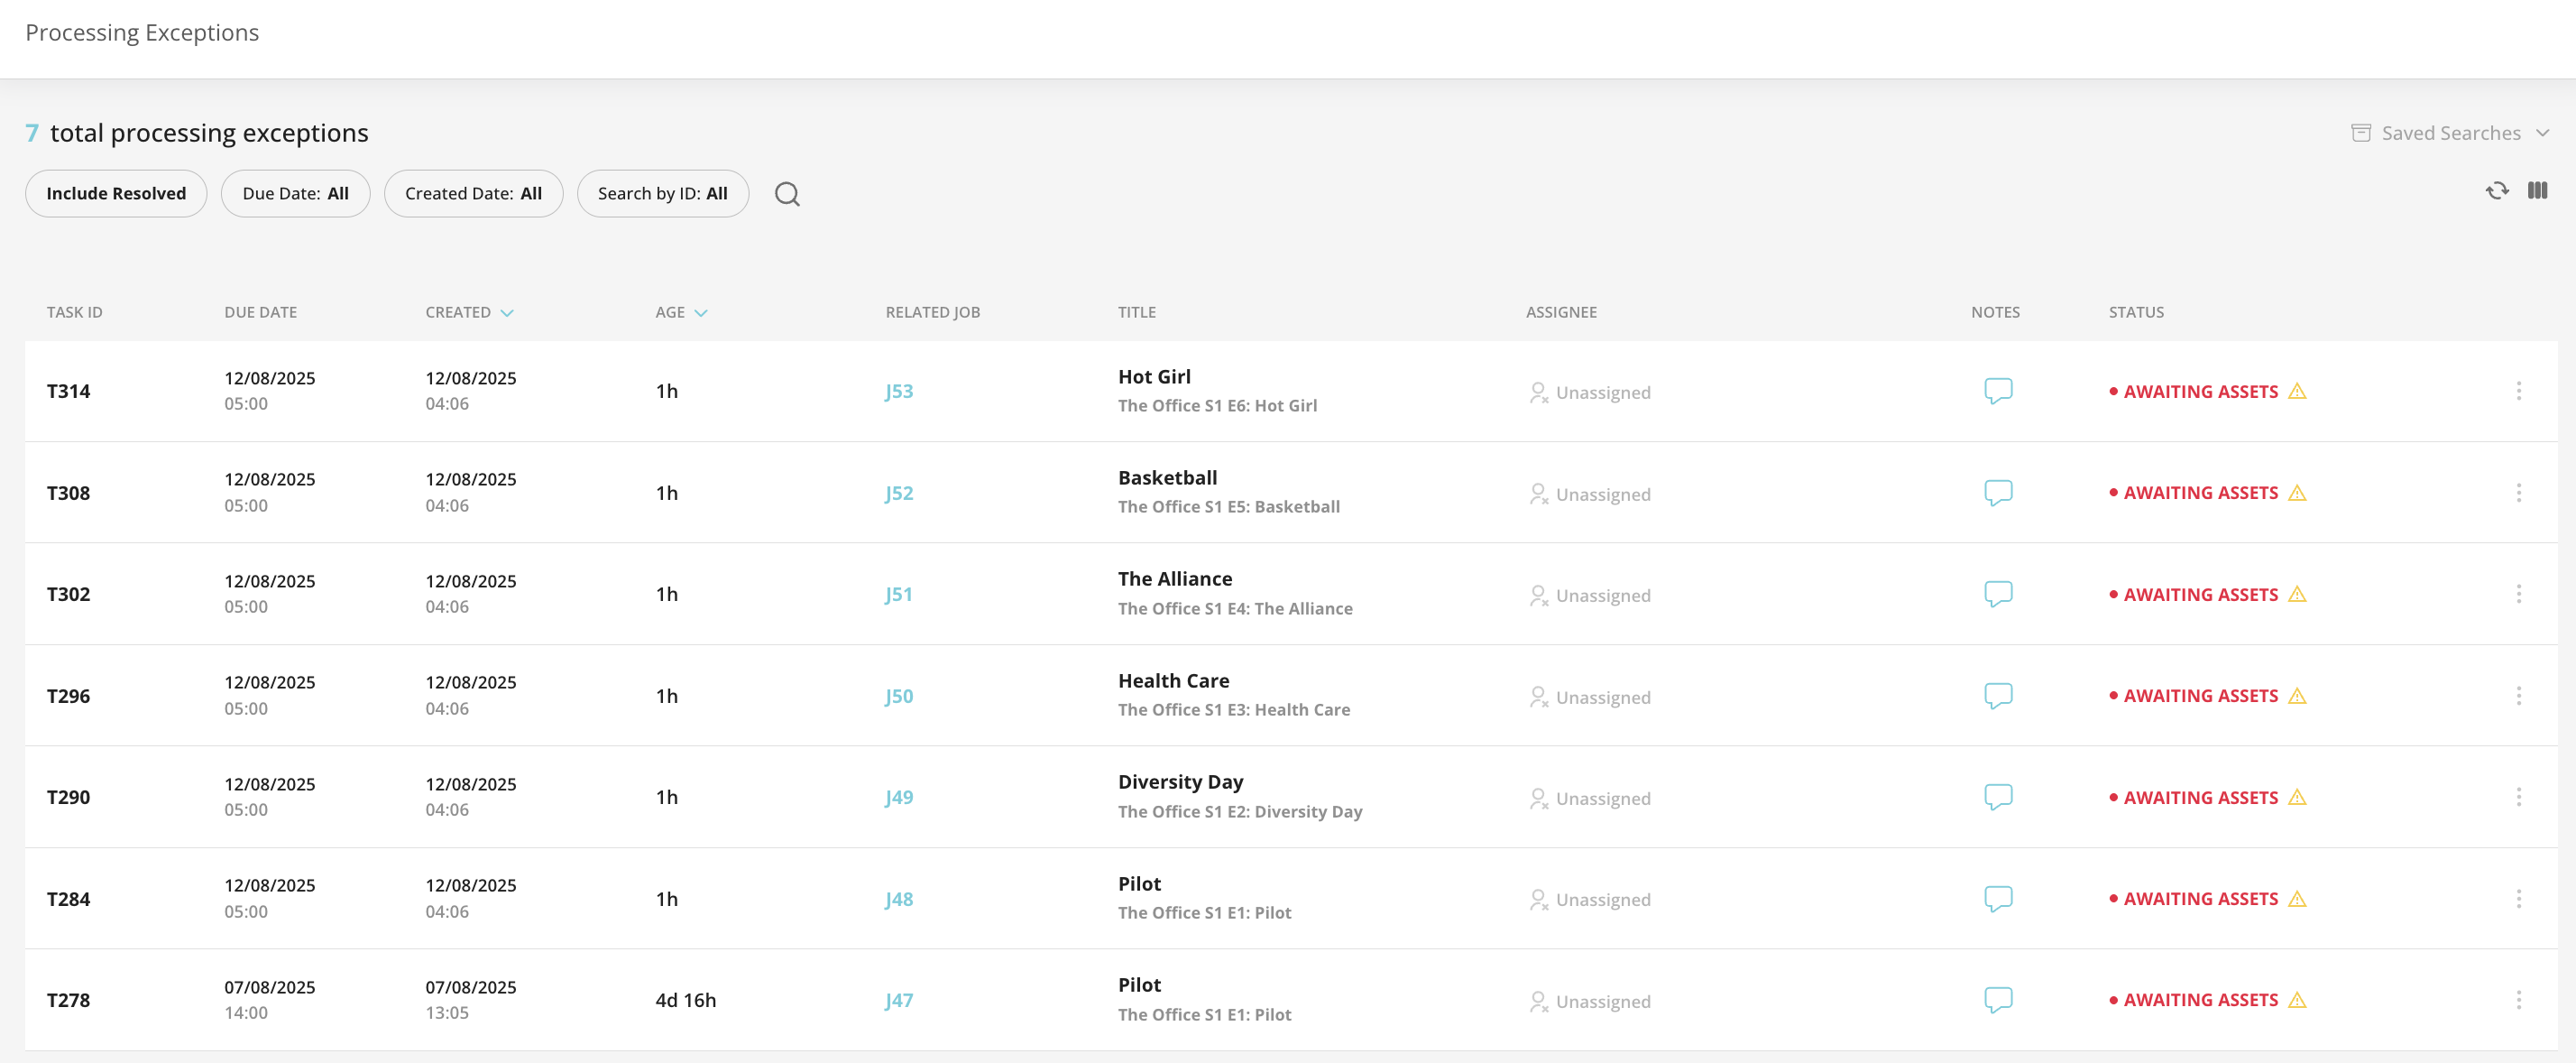 Processing Exceptions
7 total processing exceptions
Saved Searches
Include Resolved Due Date: All Created Date: All Search by ID: All
TASK ID DUE DATE CREATED AGE RELATED JOB TITLE ASSIGNEE NOTES STATUS
T314 12/08/2025 05:00 12/08/2025 04:06 1h J53 Hot Girl The Office S1 E6: Hot Girl Unassigned AWAITING ASSETS
T308 12/08/2025 05:00 12/08/2025 04:06 1h J52 Basketball The Office S1 E5: Basketball Unassigned AWAITING ASSETS
T302 12/08/2025 05:00 12/08/2025 04:06 1h J51 The Alliance The Office S1 E4: The Alliance Unassigned AWAITING ASSETS
T296 12/08/2025 05:00 12/08/2025 04:06 1h J50 Health Care The Office S1 E3: Health Care Unassigned AWAITING ASSETS
T290 12/08/2025 05:00 12/08/2025 04:06 1h J49 Diversity Day The Office S1 E2: Diversity Day Unassigned AWAITING ASSETS
T284 12/08/2025 05:00 12/08/2025 04:06 1h J48 Pilot The Office S1 E1: Pilot Unassigned AWAITING ASSETS
T278 07/08/2025 14:00 07/08/2025 13:05 4d 16h J47 Pilot The Office S1 E1: Pilot Unassigned AWAITING ASSETS